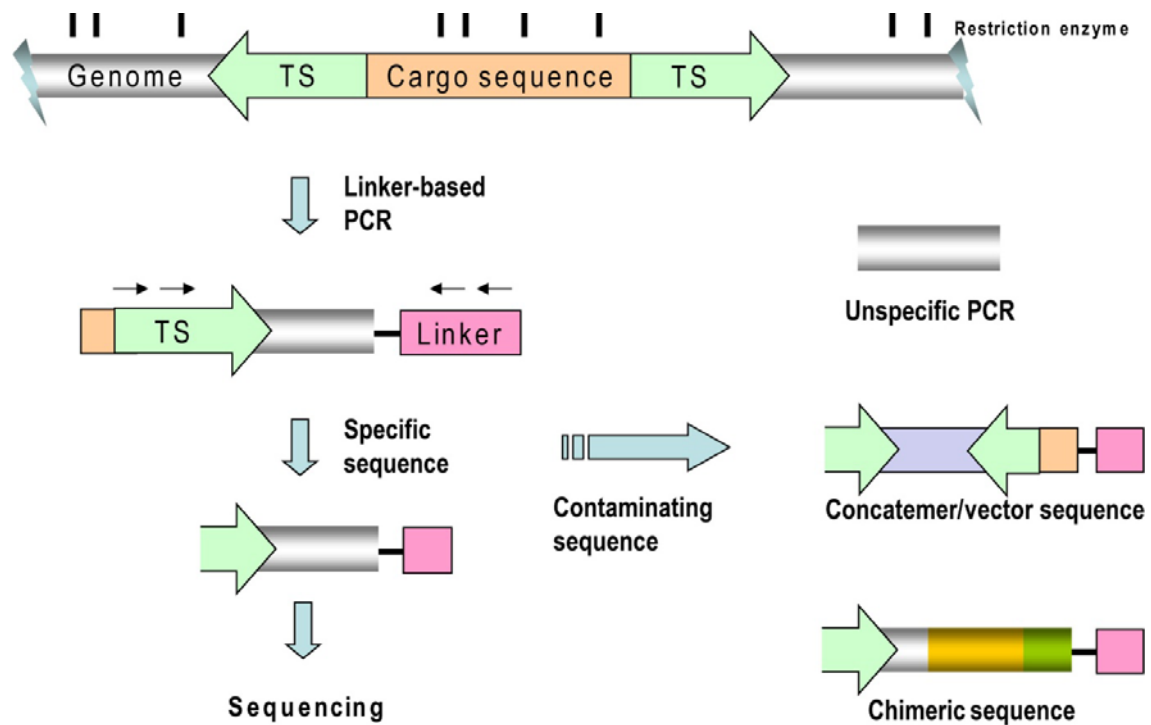 Restriction enzyme
Genome
TS
Cargo sequence
TS
Linker-based
PCR
TS
Linker
Unspecific PCR
Specific
sequence
Contaminating
sequence
Concatemer/vector sequence
Sequencing
Chimeric sequence